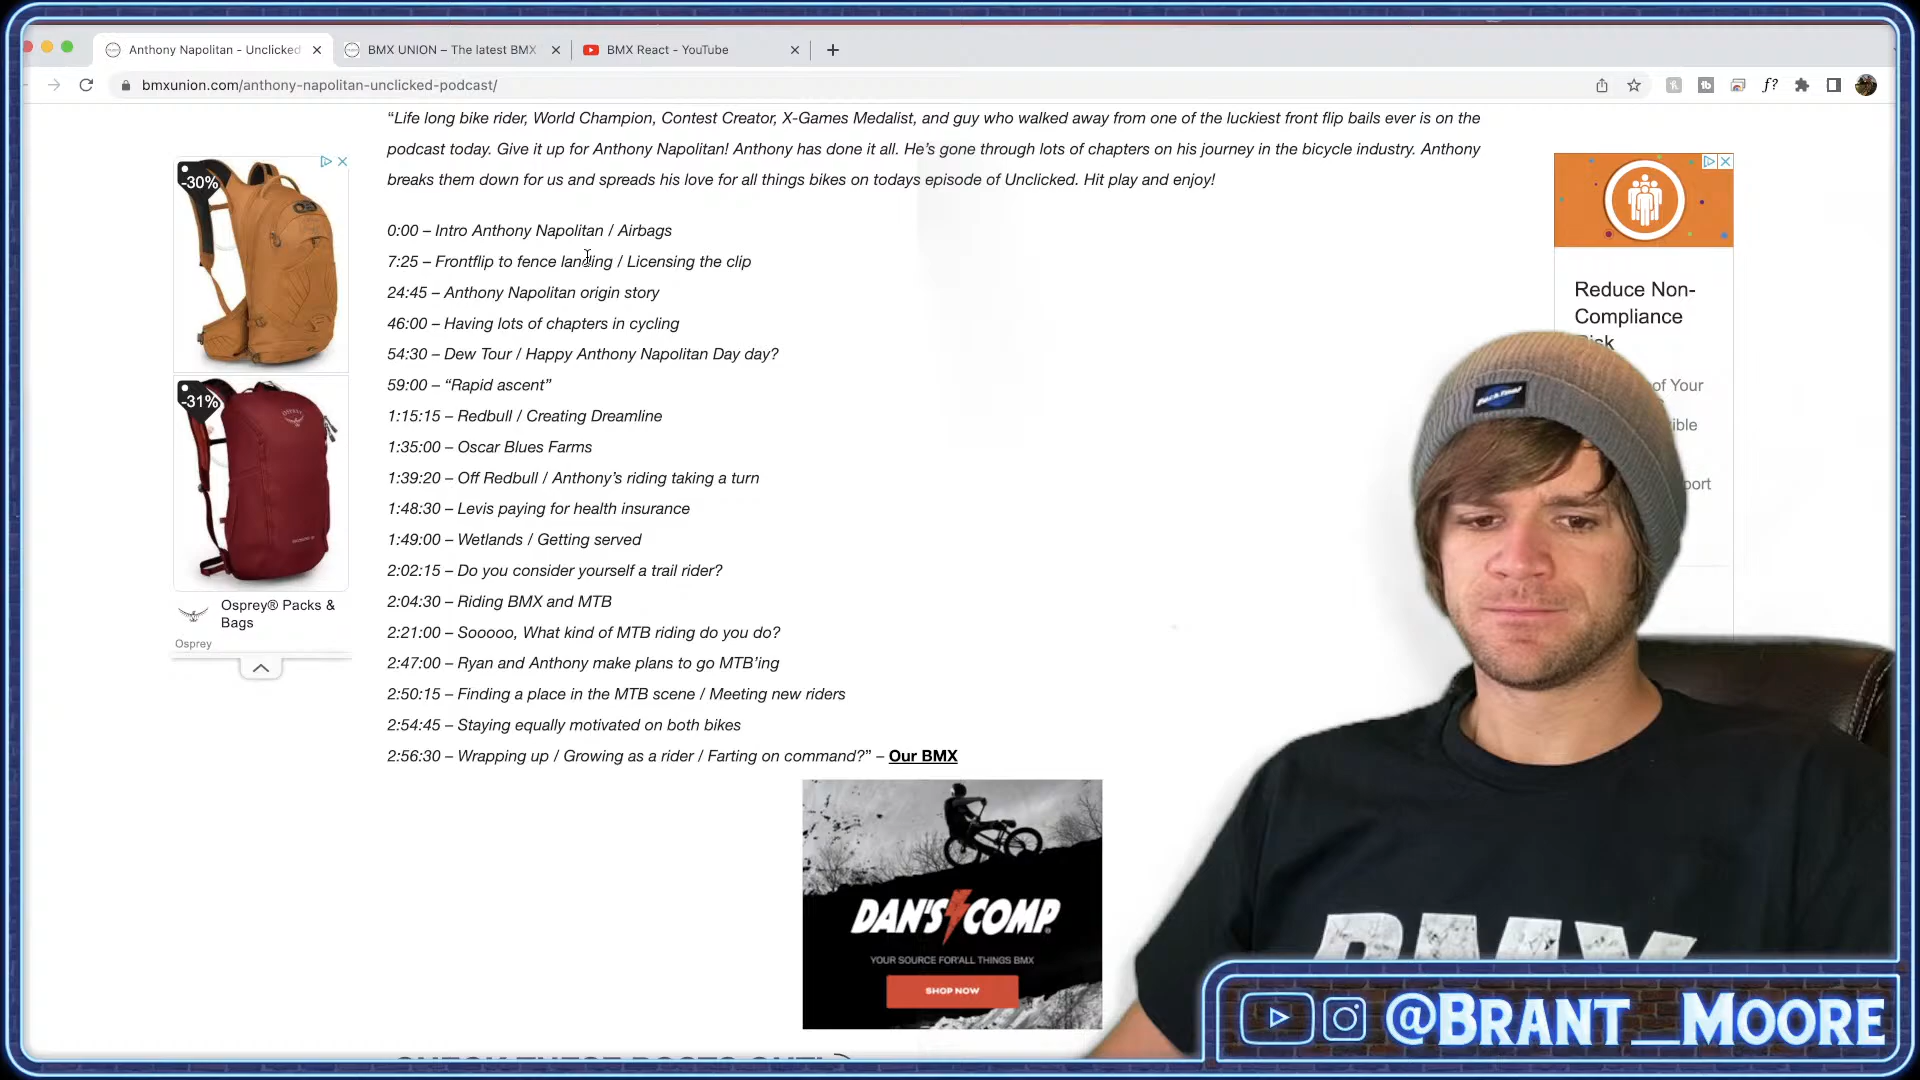 Anthony Napolitan - Unclicked
BMX UNION – The latest BMX
BMX React - YouTube
bmxunion.com/anthony-napolitan-unclicked-podcast/
“Life long bike rider, World Champion, Contest Creator, X-Games Medalist, and guy who walked away from one of the luckiest front flip bails ever is on the
podcast today. Give it up for Anthony Napolitan! Anthony has done it all. He’s gone through lots of chapters on his journey in the bicycle industry. Anthony
breaks them down for us and spreads his love for all things bikes on todays episode of Unclicked. Hit play and enjoy!
0:00 – Intro Anthony Napolitan / Airbags
7:25 – Frontflip to fence landing / Licensing the clip
24:45 – Anthony Napolitan origin story
46:00 – Having lots of chapters in cycling
54:30 – Dew Tour / Happy Anthony Napolitan Day day?
59:00 – “Rapid ascent”
1:15:15 – Redbull / Creating Dreamline
1:35:00 – Oscar Blues Farms
1:39:20 – Off Redbull / Anthony’s riding taking a turn
1:48:30 – Levis paying for health insurance
1:49:00 – Wetlands / Getting served
2:02:15 – Do you consider yourself a trail rider?
2:04:30 – Riding BMX and MTB
2:21:00 – Sooooo, What kind of MTB riding do you do?
2:47:00 – Ryan and Anthony make plans to go MTB’ing
2:50:15 – Finding a place in the MTB scene / Meeting new riders
2:54:45 – Staying equally motivated on both bikes
2:56:30 – Wrapping up / Growing as a rider / Farting on command?” – Our BMX
-30%
-31%
OSPREY
Osprey® Packs &
Bags
Osprey
Reduce Non-
Compliance
of Your
DAN'S COMP
YOUR SOURCE FOR ALL THINGS BMX
SHOP NOW
BMX
@BRANT_MOORE